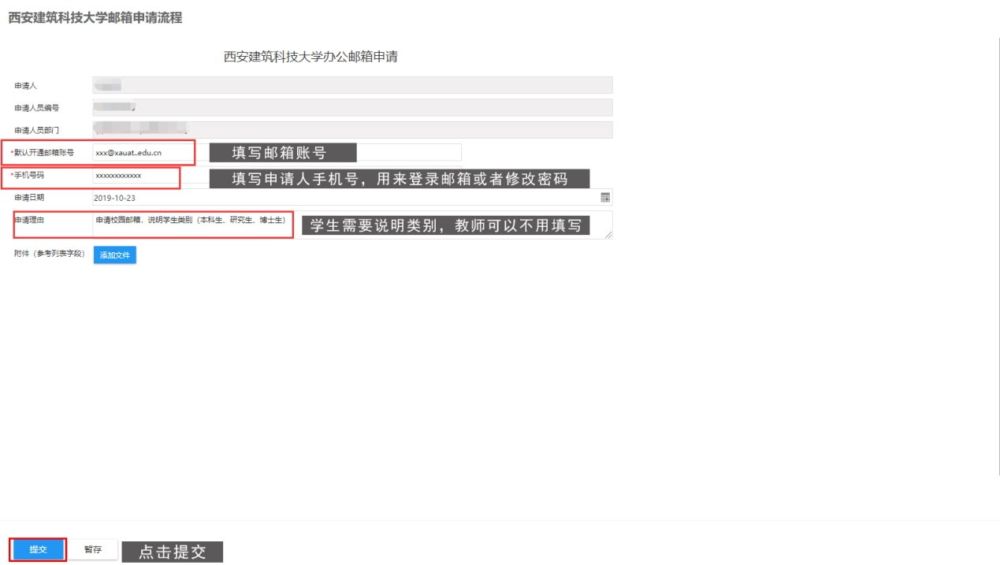 西安建筑科技大学邮箱申请流程
西安建筑科技大学办公邮箱申请
申请人
申请人员编号
申请人员部门
*默认开通邮箱账号 xxx@xauat..edu.cn 填写邮箱账号
*手机号码 xxxxxxxxxxxx 填写申请人手机号，用来登录邮箱或者修改密码
申请日期 2019-10-23
申请理由 申请校园邮箱、说明学生类别（本科生、研究生、博士生） 学生需要说明类别，教师可以不用填写
附件（参考列表字段） 添加文件
提交 暂存 点击提交